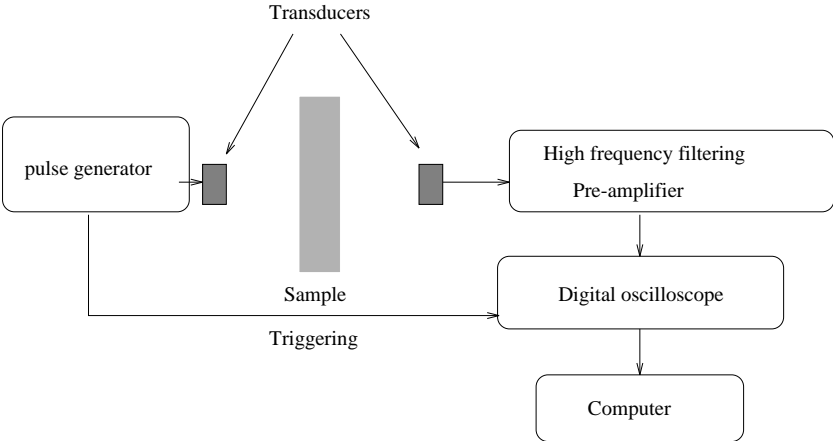 Transducers
pulse generator
High frequency filtering
Pre-amplifier
Sample
Digital oscilloscope
Triggering
Computer